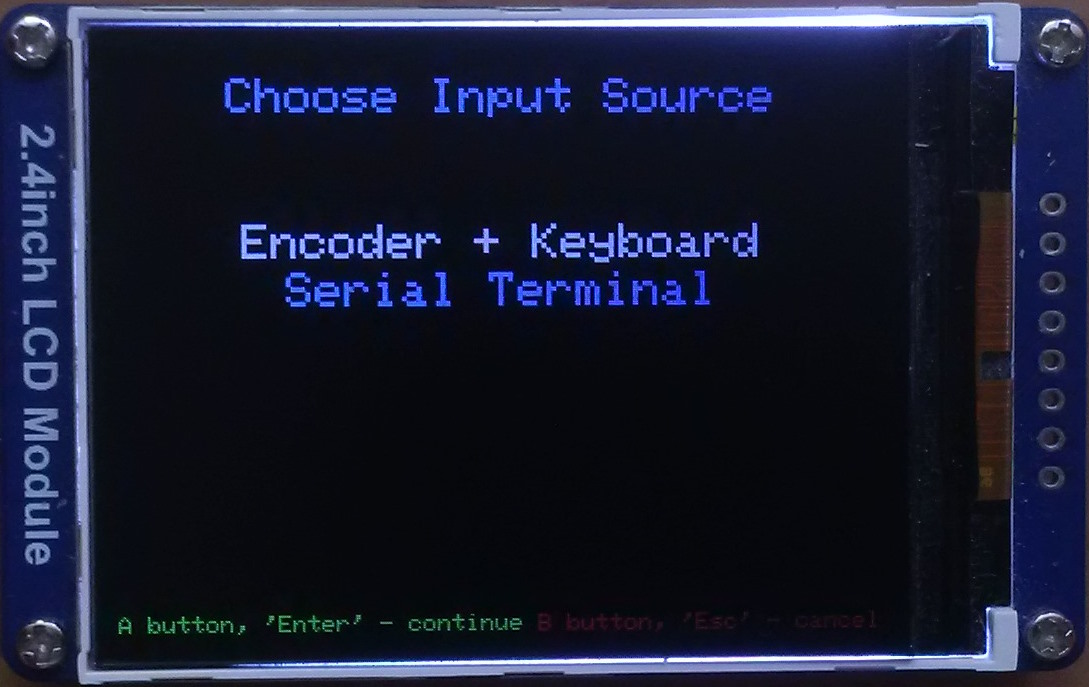 Choose Input Source
Encoder + Keyboard
Serial Terminal
A button, 'Enter' - continue B button, 'Esc' - cancel
2.4inch LCD Module